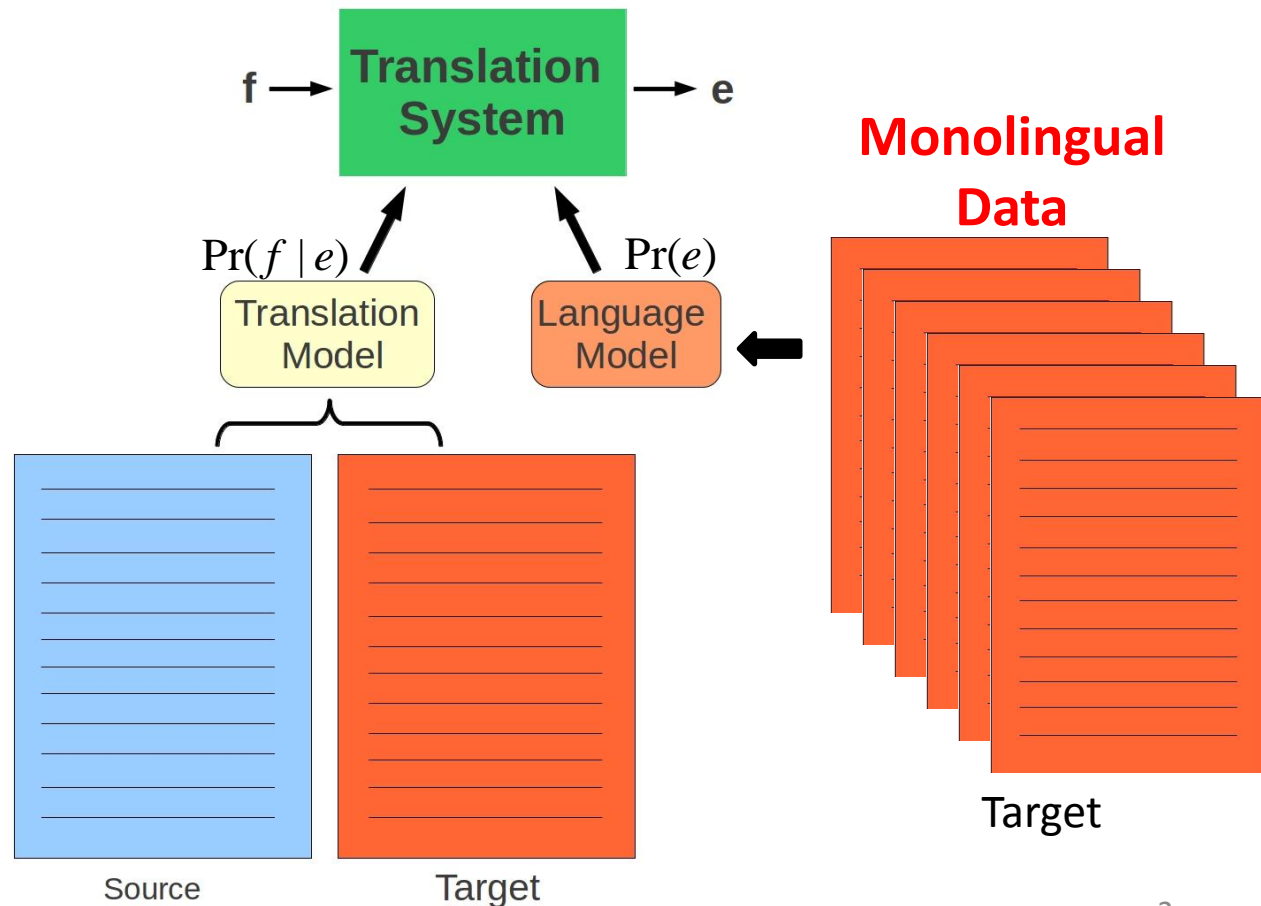 f
Translation
System
e
Monolingual
Data
Pr(f | e)
Pr(e)
Translation
Model
Language
Model
Target
Source
Target